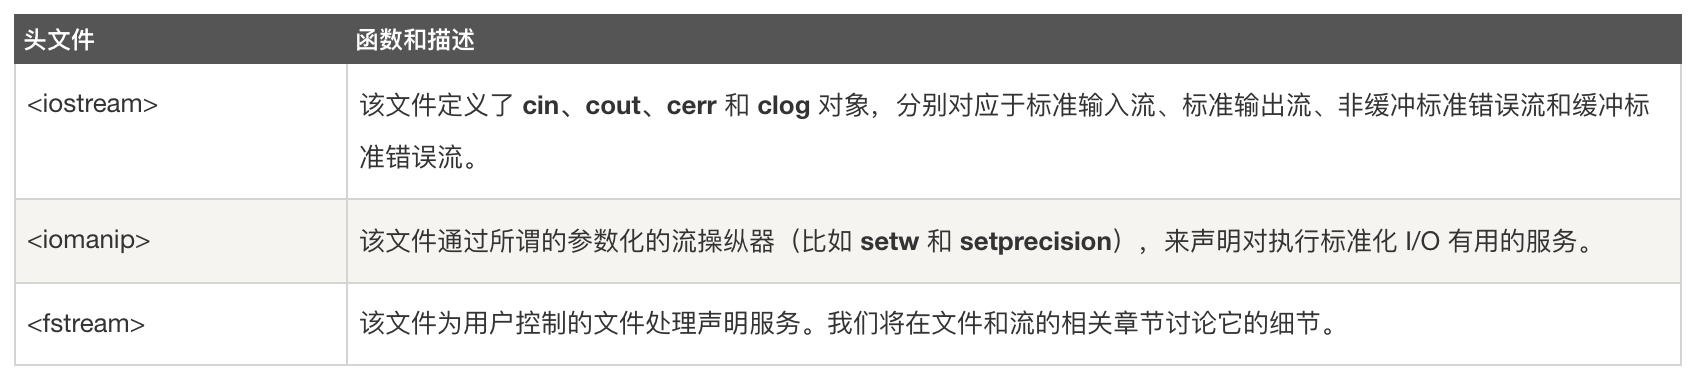 头文件 函数和描述
<iostream> 该文件定义了 cin、cout、cerr 和 clog 对象，分别对应于标准输入流、标准输出流、非缓冲标准错误流和缓冲标
准错误流。
<iomanip> 该文件通过所谓的参数化的流操纵器（比如 setw 和 setprecision），来声明对执行标准化 I/O 有用的服务。
<fstream> 该文件为用户控制的文件处理声明服务。我们将在文件和流的相关章节讨论它的细节。